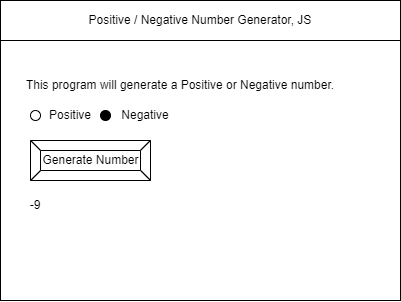 Positive / Negative Number Generator, JS
This program will generate a Positive or Negative number.
Positive Negative
Generate Number
-9